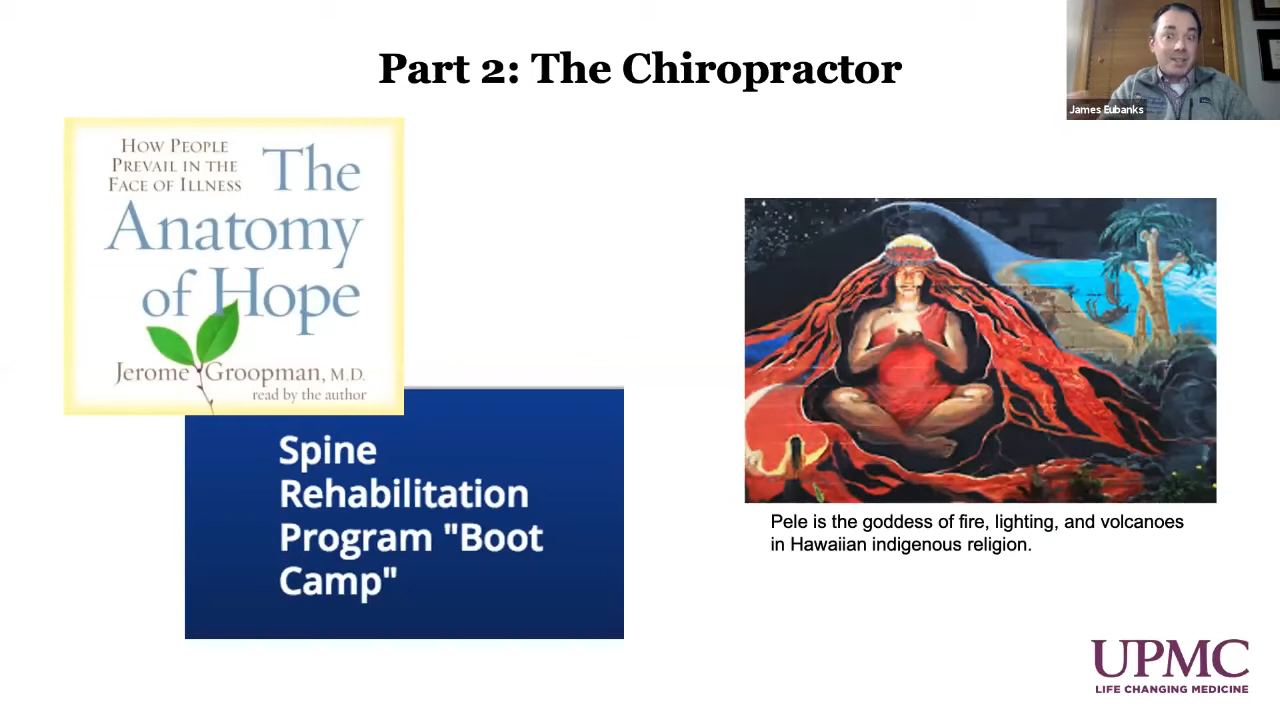 Part 2: The Chiropractor
James Eubanks
How People
Prevail in the
Face of Illness
The
Anatomy
of Hope
Jerome Groopman, M.D.
read by the author
Spine
Rehabilitation
Program "Boot
Camp"
Pele is the goddess of fire, lighting, and volcanoes
in Hawaiian indigenous religion.
UPMC
LIFE CHANGING MEDICINE